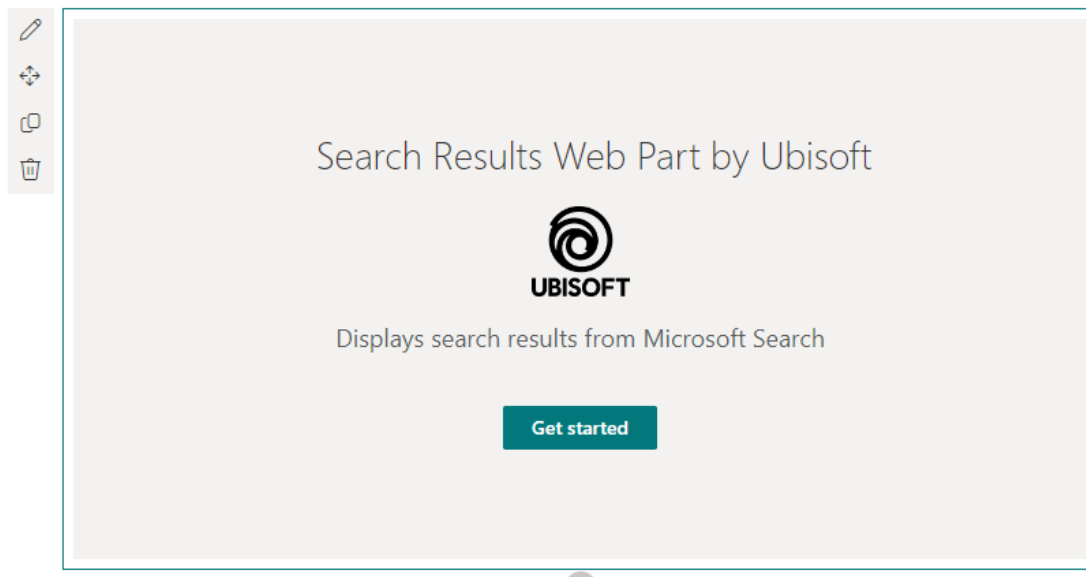 Search Results Web Part by Ubisoft
UBISOFT
Displays search results from Microsoft Search
Get started